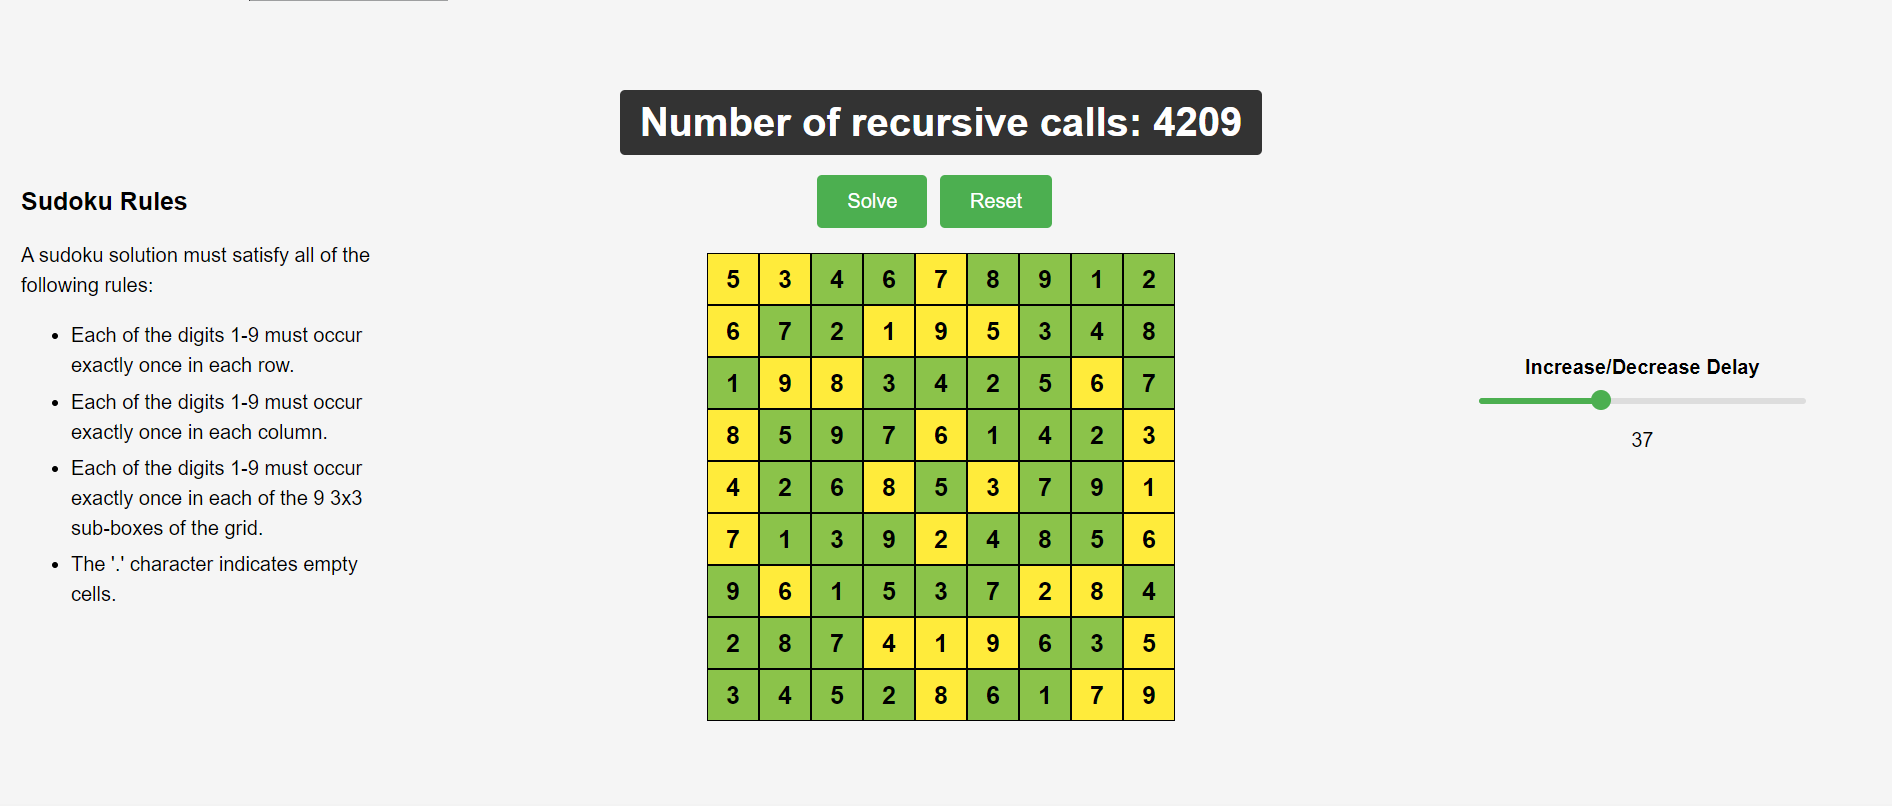 Number of recursive calls: 4209
Solve Reset
Sudoku Rules
A sudoku solution must satisfy all of the
following rules:
• Each of the digits 1-9 must occur
exactly once in each row.
• Each of the digits 1-9 must occur
exactly once in each column.
• Each of the digits 1-9 must occur
exactly once in each of the 9 3x3
sub-boxes of the grid.
• The '.' character indicates empty
cells.
5 3 4 6 7 8 9 1 2
6 7 2 1 9 5 3 4 8
1 9 8 3 4 2 5 6 7
8 5 9 7 6 1 4 2 3
4 2 6 8 5 3 7 9 1
7 1 3 9 2 4 8 5 6
9 6 1 5 3 7 2 8 4
2 8 7 4 1 9 6 3 5
3 4 5 2 8 6 1 7 9
Increase/Decrease Delay
37